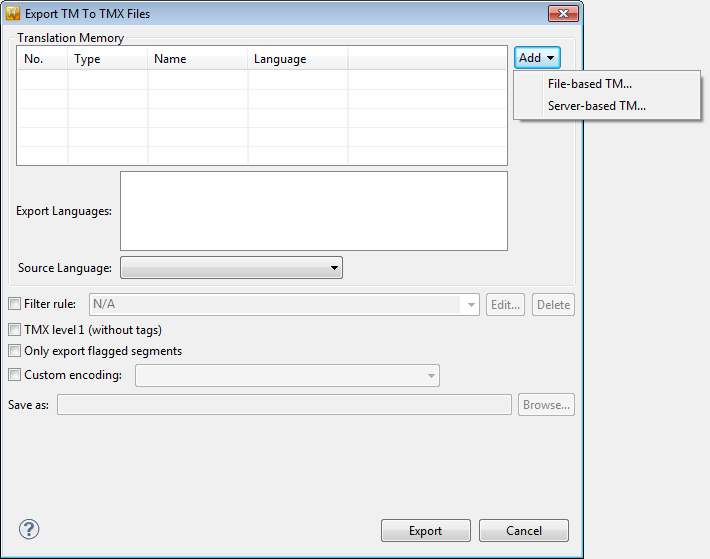 Export TM To TMX Files
Translation Memory
No. Type Name Language
Add
File-based TM...
Server-based TM...
Export Languages:
Source Language:
Filter rule: N/A Edit... Delete
TMX level 1 (without tags)
Only export flagged segments
Custom encoding:
Save as: Browse...
? Export Cancel